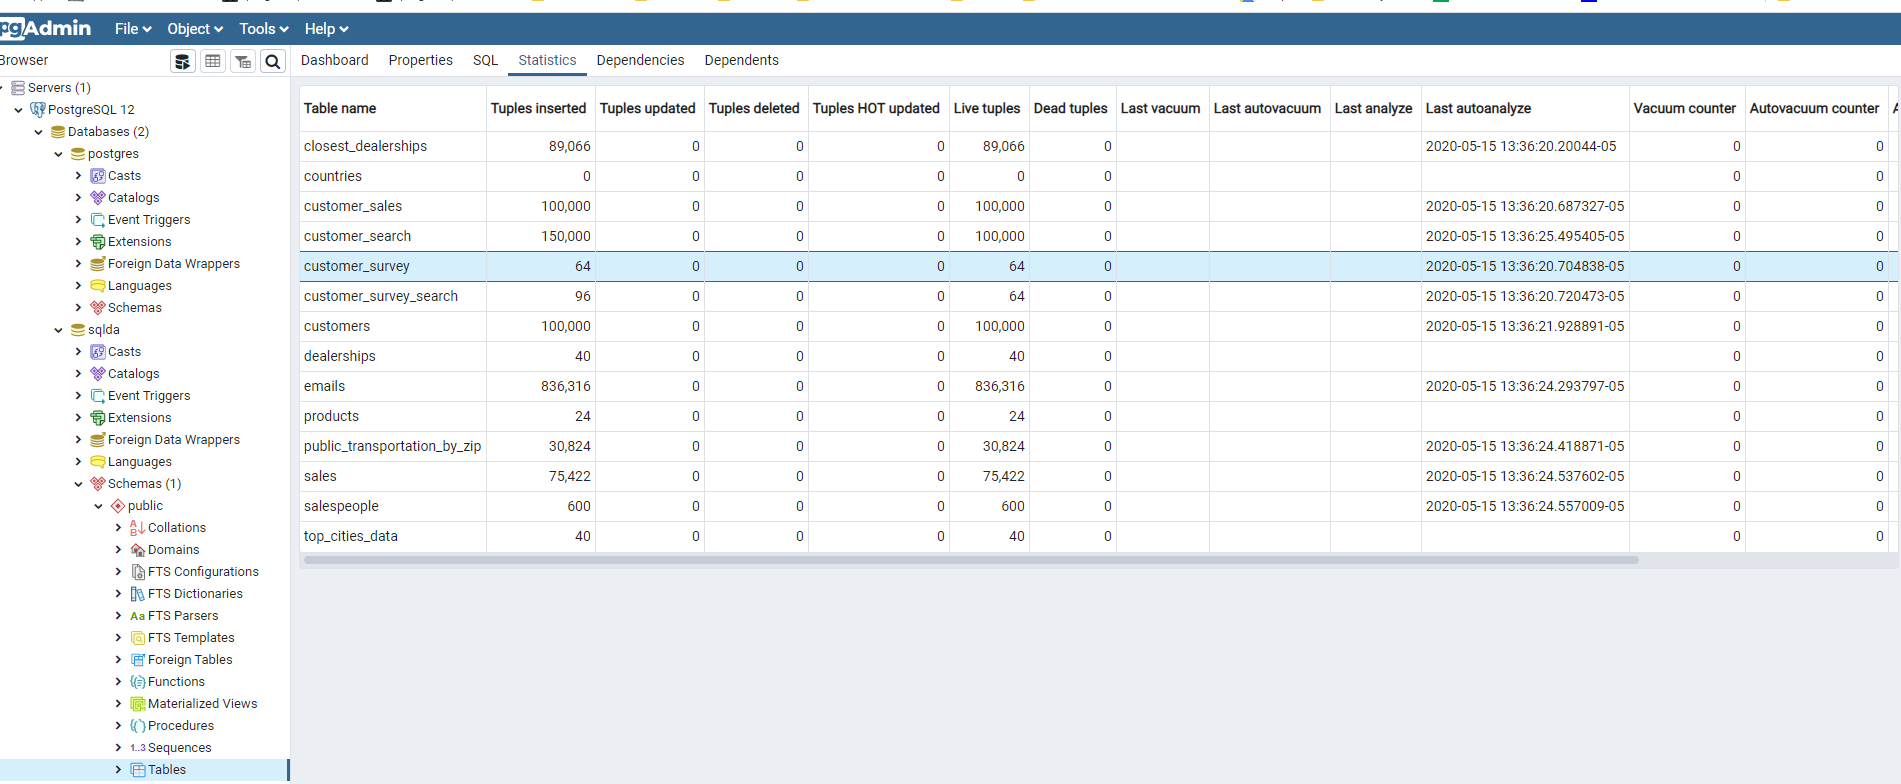 pgAdmin File Object Tools Help
Browser Dashboard Properties SQL Statistics Dependencies Dependents
Servers (1)
PostgreSQL 12
Databases (2)
postgres
Casts
Catalogs
Event Triggers
Extensions
Foreign Data Wrappers
Languages
Schemas
sqlda
Casts
Catalogs
Event Triggers
Extensions
Foreign Data Wrappers
Languages
Schemas (1)
public
Collations
Domains
FTS Configurations
FTS Dictionaries
Aa FTS Parsers
FTS Templates
Foreign Tables
Functions
Materialized Views
Procedures
1..3 Sequences
Tables
Table name Tuples inserted Tuples updated Tuples deleted Tuples HOT updated Live tuples Dead tuples Last vacuum Last autovacuum Last analyze Last autoanalyze Vacuum counter Autovacuum counter A
closest_dealerships 89,066 0 0 0 89,066 0 2020-05-15 13:36:20.20044-05 0 0
countries 0 0 0 0 0 0 0 0
customer_sales 100,000 0 0 0 100,000 0 2020-05-15 13:36:20.687327-05 0 0
customer_search 150,000 0 0 0 100,000 0 2020-05-15 13:36:25.495405-05 0 0
customer_survey 64 0 0 0 64 0 2020-05-15 13:36:20.704838-05 0 0
customer_survey_search 96 0 0 0 64 0 2020-05-15 13:36:20.720473-05 0 0
customers 100,000 0 0 0 100,000 0 2020-05-15 13:36:21.928891-05 0 0
dealerships 40 0 0 0 40 0 0 0
emails 836,316 0 0 0 836,316 0 2020-05-15 13:36:24.293797-05 0 0
products 24 0 0 0 24 0 0 0
public_transportation_by_zip 30,824 0 0 0 30,824 0 2020-05-15 13:36:24.418871-05 0 0
sales 75,422 0 0 0 75,422 0 2020-05-15 13:36:24.537602-05 0 0
salespeople 600 0 0 0 600 0 2020-05-15 13:36:24.557009-05 0 0
top_cities_data 40 0 0 0 40 0 0 0